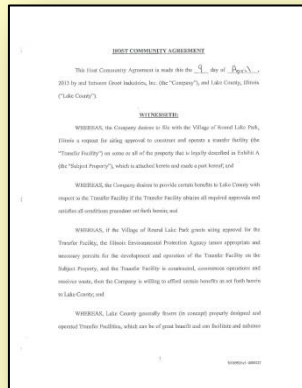 HOST COMMUNITY AGREEMENT
This Host Community Agreement is made this the 9 day of April,
2013 by and between Groot Industries, Inc. (the "Company"), and Lake County, Illinois
("Lake County").
WITNESSETH:
WHEREAS, the Company desires to file with the Village of Round Lake Park,
Illinois a request for siting approval to construct and operate a transfer facility (the
"Transfer Facility") on some or all of the property that is legally described in Exhibit A
(the "Subject Property"), which is attached hereto and made a part hereof; and
WHEREAS, the Company desires to provide certain benefits to Lake County with
respect to the Transfer Facility if the Transfer Facility obtains all required approvals and
satisfies all conditions precedent set forth herein; and
WHEREAS, if the Village of Round Lake Park grants siting approval for the
Transfer Facility, the Illinois Environmental Protection Agency issues appropriate and
necessary permits for the development and operation of the Transfer Facility on the
Subject Property, and the Transfer Facility is constructed, commences operations and
receives waste, then the Company is willing to afford certain benefits as set forth herein
to Lake County; and
WHEREAS, Lake County generally favors (in concept) properly designed and
operated Transfer Facilities, which can be of great benefit and can facilitate and enhance
1